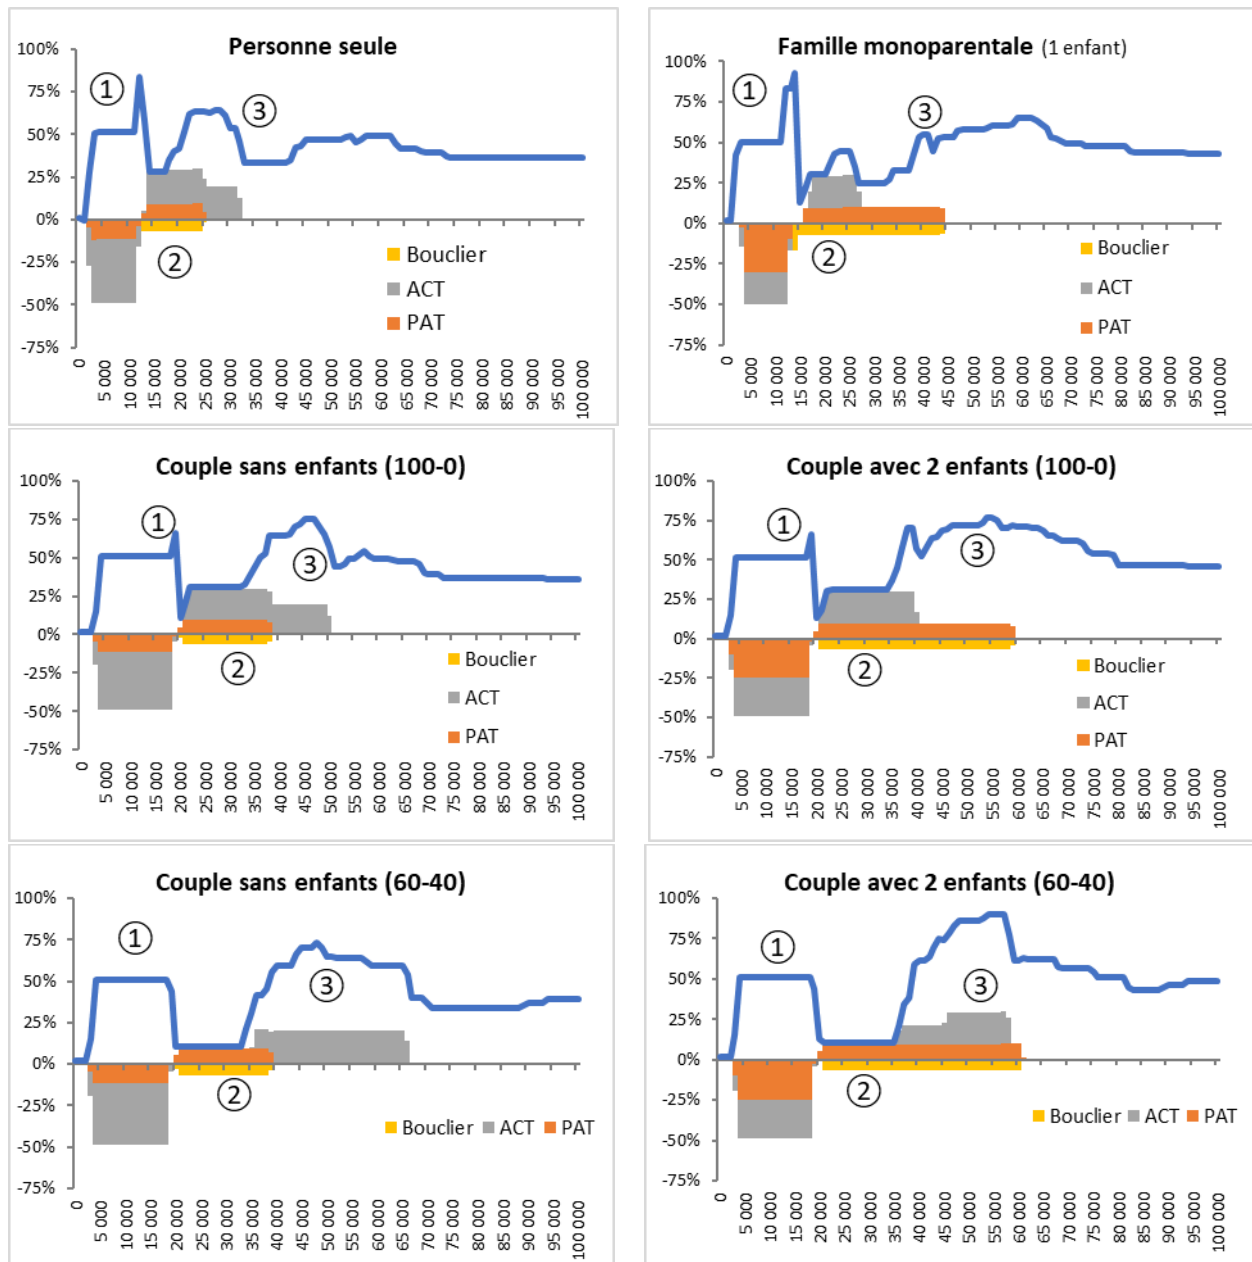 Personne seule
100%
75%
50%
25%
0%
-25%
-50%
-75%
① ② ③
Bouclier
ACT
PAT
0 5 000 10 000 15 000 20 000 25 000 30 000 35 000 40 000 45 000 50 000 55 000 60 000 65 000 70 000 75 000 80 000 85 000 90 000 95 000 100 000
Famille monoparentale (1 enfant)
100%
75%
50%
25%
0%
-25%
-50%
-75%
① ② ③
Bouclier
ACT
PAT
0 5 000 10 000 15 000 20 000 25 000 30 000 35 000 40 000 45 000 50 000 55 000 60 000 65 000 70 000 75 000 80 000 85 000 90 000 95 000 100 000
Couple sans enfants (100-0)
100%
75%
50%
25%
0%
-25%
-50%
-75%
① ② ③
Bouclier
ACT
PAT
0 5 000 10 000 15 000 20 000 25 000 30 000 35 000 40 000 45 000 50 000 55 000 60 000 65 000 70 000 75 000 80 000 85 000 90 000 95 000 100 000
Couple avec 2 enfants (100-0)
100%
75%
50%
25%
0%
-25%
-50%
-75%
① ② ③
Bouclier
ACT
PAT
0 5 000 10 000 15 000 20 000 25 000 30 000 35 000 40 000 45 000 50 000 55 000 60 000 65 000 70 000 75 000 80 000 85 000 90 000 95 000 100 000
Couple sans enfants (60-40)
100%
75%
50%
25%
0%
-25%
-50%
-75%
① ② ③
Bouclier ACT PAT
0 5 000 10 000 15 000 20 000 25 000 30 000 35 000 40 000 45 000 50 000 55 000 60 000 65 000 70 000 75 000 80 000 85 000 90 000 95 000 100 000
Couple avec 2 enfants (60-40)
100%
75%
50%
25%
0%
-25%
-50%
-75%
① ② ③
Bouclier ACT PAT
0 5 000 10 000 15 000 20 000 25 000 30 000 35 000 40 000 45 000 50 000 55 000 60 000 65 000 70 000 75 000 80 000 85 000 90 000 95 000 100 000